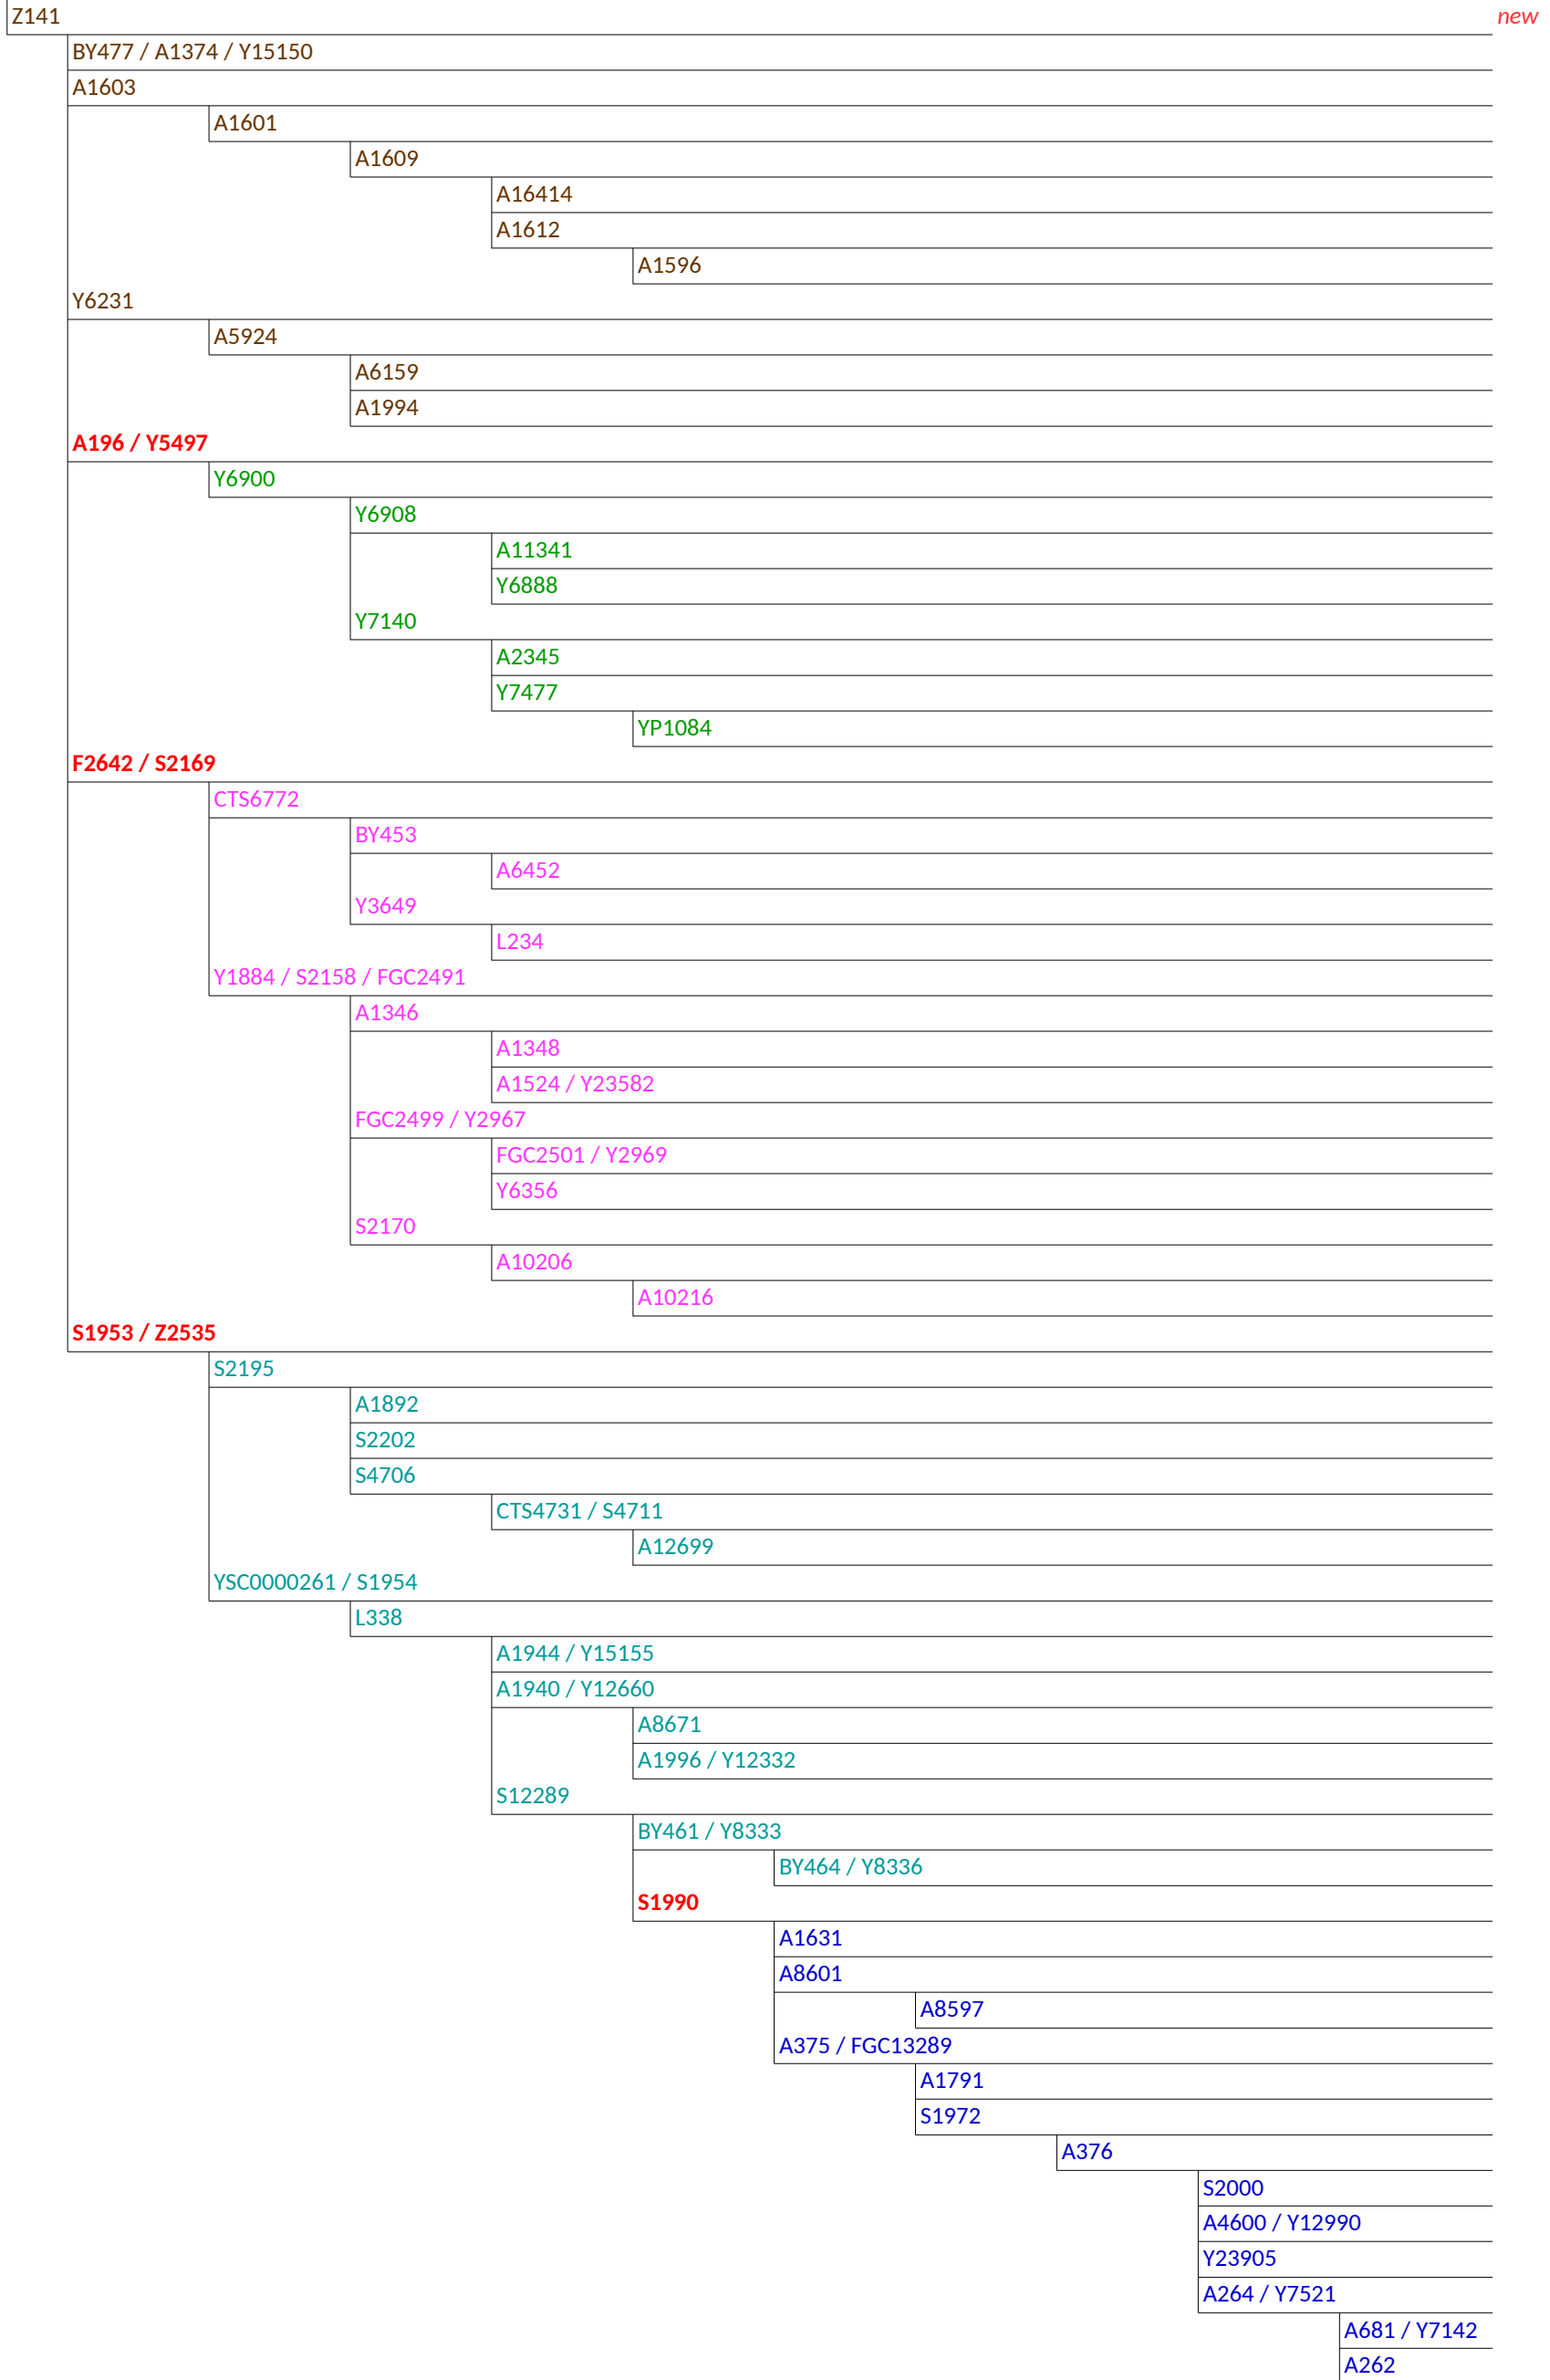 Z141 new
BY477 / A1374 / Y15150
A1603
A1601
A1609
A16414
A1612
A1596
Y6231
A5924
A6159
A1994
A196 / Y5497
Y6900
Y6908
A11341
Y6888
Y7140
A2345
Y7477
YP1084
F2642 / S2169
CTS6772
BY453
A6452
Y3649
L234
Y1884 / S2158 / FGC2491
A1346
A1348
A1524 / Y23582
FGC2499 / Y2967
FGC2501 / Y2969
Y6356
S2170
A10206
A10216
S1953 / Z2535
S2195
A1892
S2202
S4706
CTS4731 / S4711
A12699
YSC0000261 / S1954
L338
A1944 / Y15155
A1940 / Y12660
A8671
A1996 / Y12332
S12289
BY461 / Y8333
BY464 / Y8336
S1990
A1631
A8601
A8597
A375 / FGC13289
A1791
S1972
A376
S2000
A4600 / Y12990
Y23905
A264 / Y7521
A681 / Y7142
A262